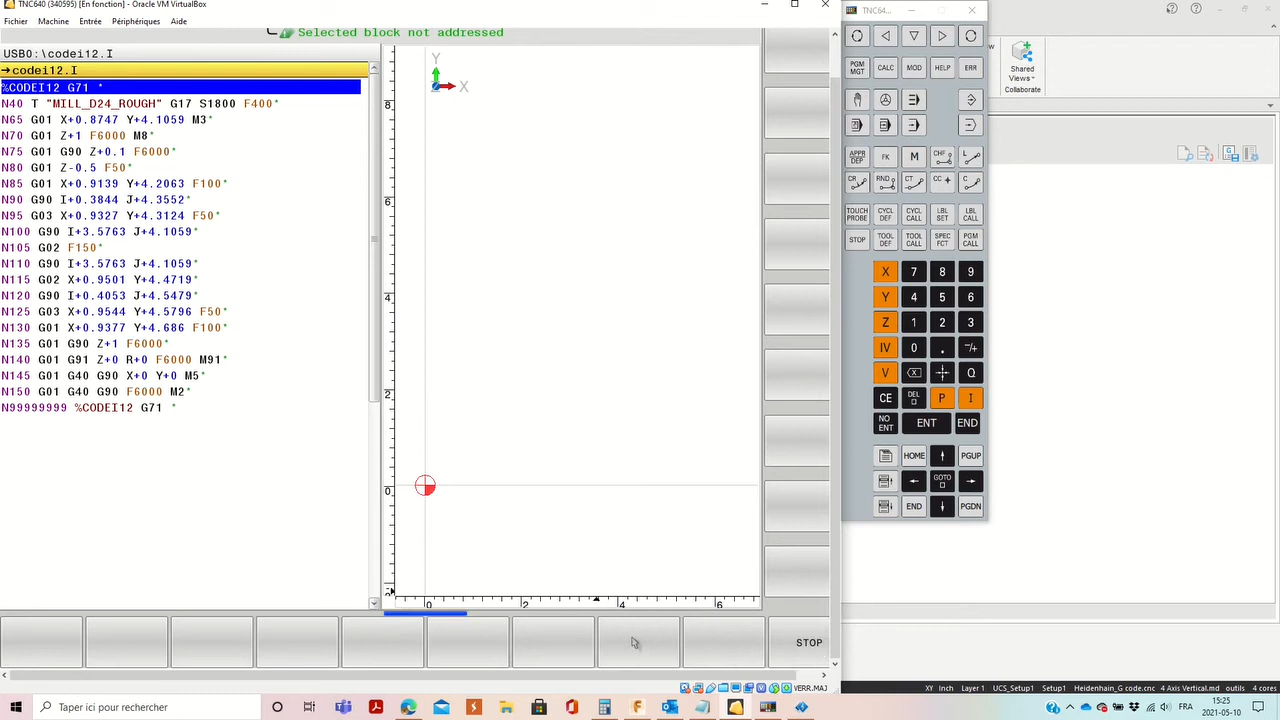 TNC640 (340595) [En fonction] - Oracle VM VirtualBox
Fichier Machine Entrée Périphériques Aide
Selected block not addressed
USB0:\codei12.I
→codei12.I
%CODEI12 G71 *
N40 T "MILL_D24_ROUGH" G17 S1800 F400*
N65 G01 X+0.8747 Y+4.1059 M3*
N70 G01 Z+1 F6000 M8*
N75 G01 G90 Z+0.1 F6000*
N80 G01 Z-0.5 F50*
N85 G01 X+0.9139 Y+4.2063 F100*
N90 G90 I+0.3844 J+4.3552*
N95 G03 X+0.9327 Y+4.3124 F50*
N100 G90 I+3.5763 J+4.1059*
N105 G02 F150*
N110 G90 I+3.5763 J+4.1059*
N115 G02 X+0.9501 Y+4.4719*
N120 G90 I+0.4053 J+4.5479*
N125 G03 X+0.9544 Y+4.5796 F50*
N130 G01 X+0.9377 Y+4.686 F100*
N135 G01 G90 Z+1 F6000*
N140 G01 G91 Z+0 R+0 F6000 M91*
N145 G01 G40 G90 X+0 Y+0 M5*
N150 G01 G40 G90 F6000 M2*
N99999999 %CODEI12 G71 *
Y
X
8
6
4
2
0
0 2 4 6
STOP
VERR.MAJ
TNC64...
PGM MGT CALC MOD HELP ERR
APPR DEP FK M CHF L
CR RND CT CC C
TOUCH PROBE CYCL DEF CYCL CALL LBL SET LBL CALL
STOP TOOL DEF TOOL CALL SPEC FCT PGM CALL
X 7 8 9
Y 4 5 6
Z 1 2 3
IV 0 . −/+
V Q
CE DEL P I
NO ENT ENT END
HOME PGUP
GOTO
END PGDN
Shared
Views
Collaborate
XY Inch Layer 1 UCS_Setup1 Setup1 Heidenhain_G code.cnc 4 Axis Vertical.md 4 outils 4 cores
Taper ici pour rechercher
FRA
15:25
2021-05-10